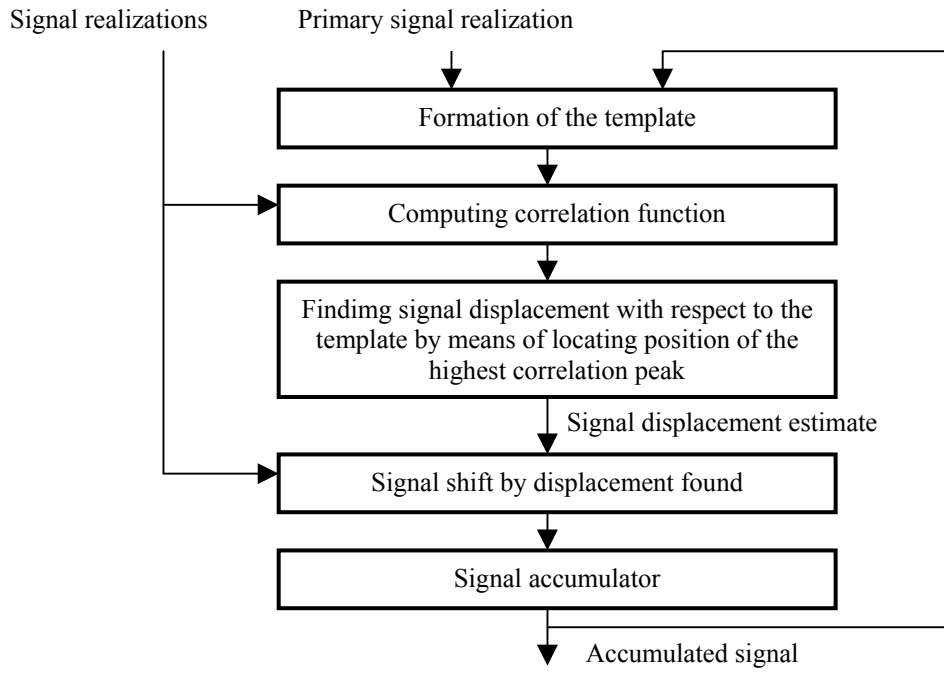 Signal realizations
Primary signal realization
Formation of the template
Computing correlation function
Findimg signal displacement with respect to the
template by means of locating position of the
highest correlation peak
Signal displacement estimate
Signal shift by displacement found
Signal accumulator
Accumulated signal